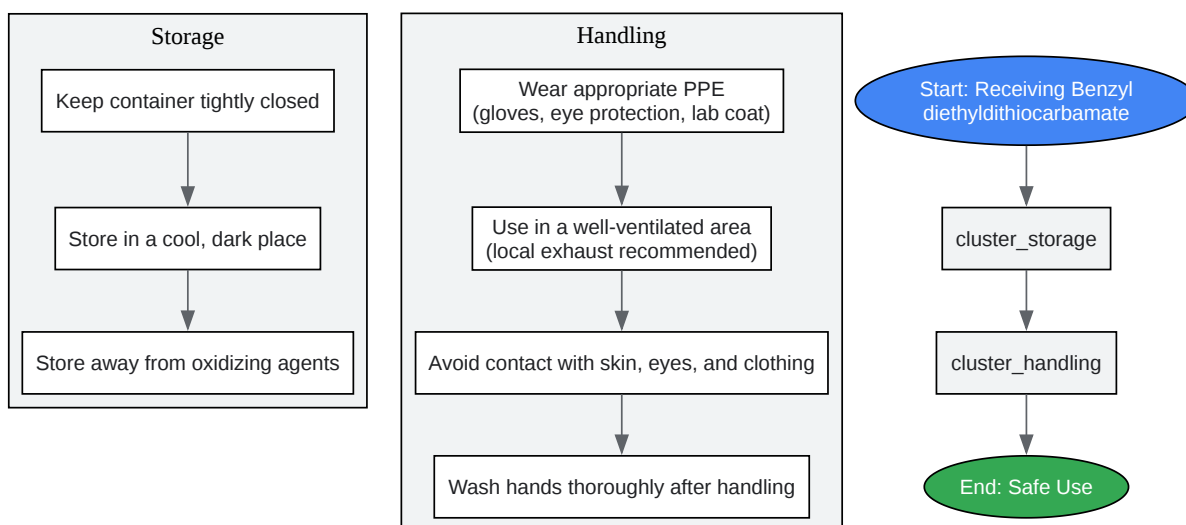 Storage
Keep container tightly closed
Store in a cool, dark place
Store away from oxidizing agents
Handling
Wear appropriate PPE
(gloves, eye protection, lab coat)
Use in a well-ventilated area
(local exhaust recommended)
Avoid contact with skin, eyes, and clothing
Wash hands thoroughly after handling
Start: Receiving Benzyl
diethyldithiocarbamate
cluster_storage
cluster_handling
End: Safe Use